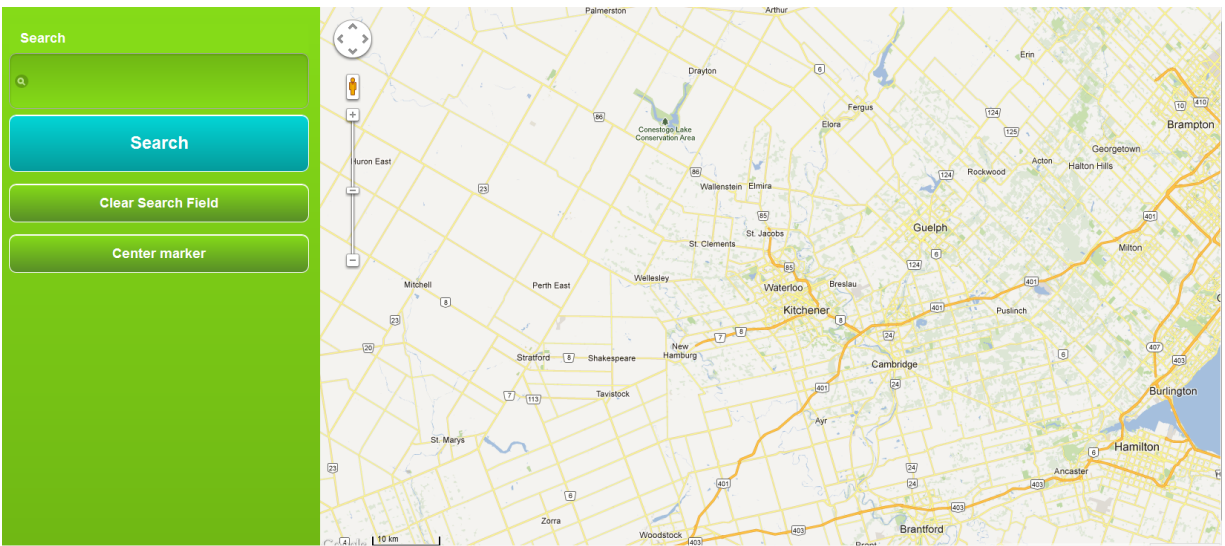 Search
Search
Clear Search Field
Center marker
Palmerston
Arthur
Erin
Drayton
6
Fergus
10
410
86
Conestogo Lake
Conservation Area
Elora
124
125
Brampton
Georgetown
Huron East
Acton
Halton Hills
86
Rockwood
124
23
Wallenstein
Elmira
85
401
Guelph
St. Jacobs
St. Clements
Milton
6
124
85
Wellesley
Mitchell
Perth East
Waterloo
Breslau
401
8
Kitchener
401
Puslinch
23
8
7
8
24
20
New
Hamburg
407
Stratford
8
Shakespeare
6
403
Cambridge
401
24
Burlington
7
113
Tavistock
Ayr
St. Marys
Hamilton
6
23
24
Ancaster
401
24
403
6
403
Zorra
Woodstock
403
Brantford
4
10 km
403